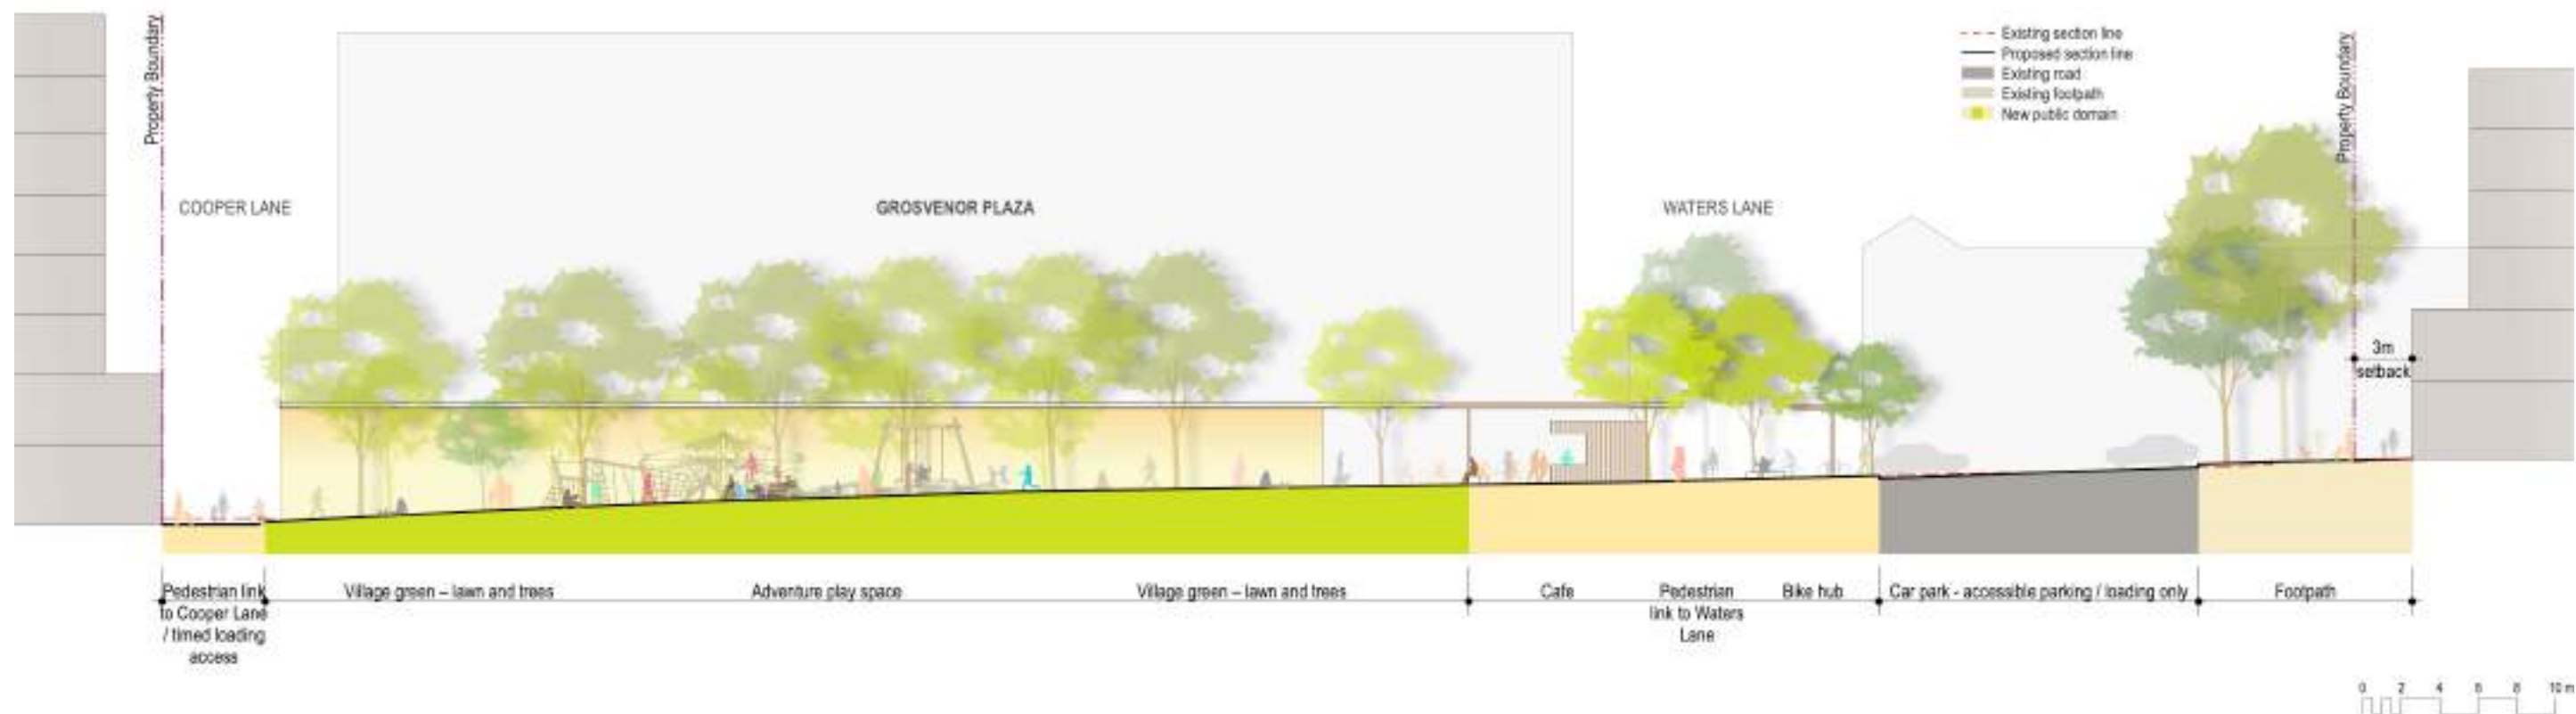 Property Boundary
Existing section line
Proposed section line
Existing road
Existing footpath
New public domain
Property Boundary
COOPER LANE
GROSVENOR PLAZA
WATERS LANE
3m
setback
Pedestrian link
to Cooper Lane
/ timed loading
access
Village green – lawn and trees
Adventure play space
Village green – lawn and trees
Cafe
Pedestrian
link to Waters
Lane
Bike hub
Car park - accessible parking / loading only
Footpath
0 2 4 6 8 10 m